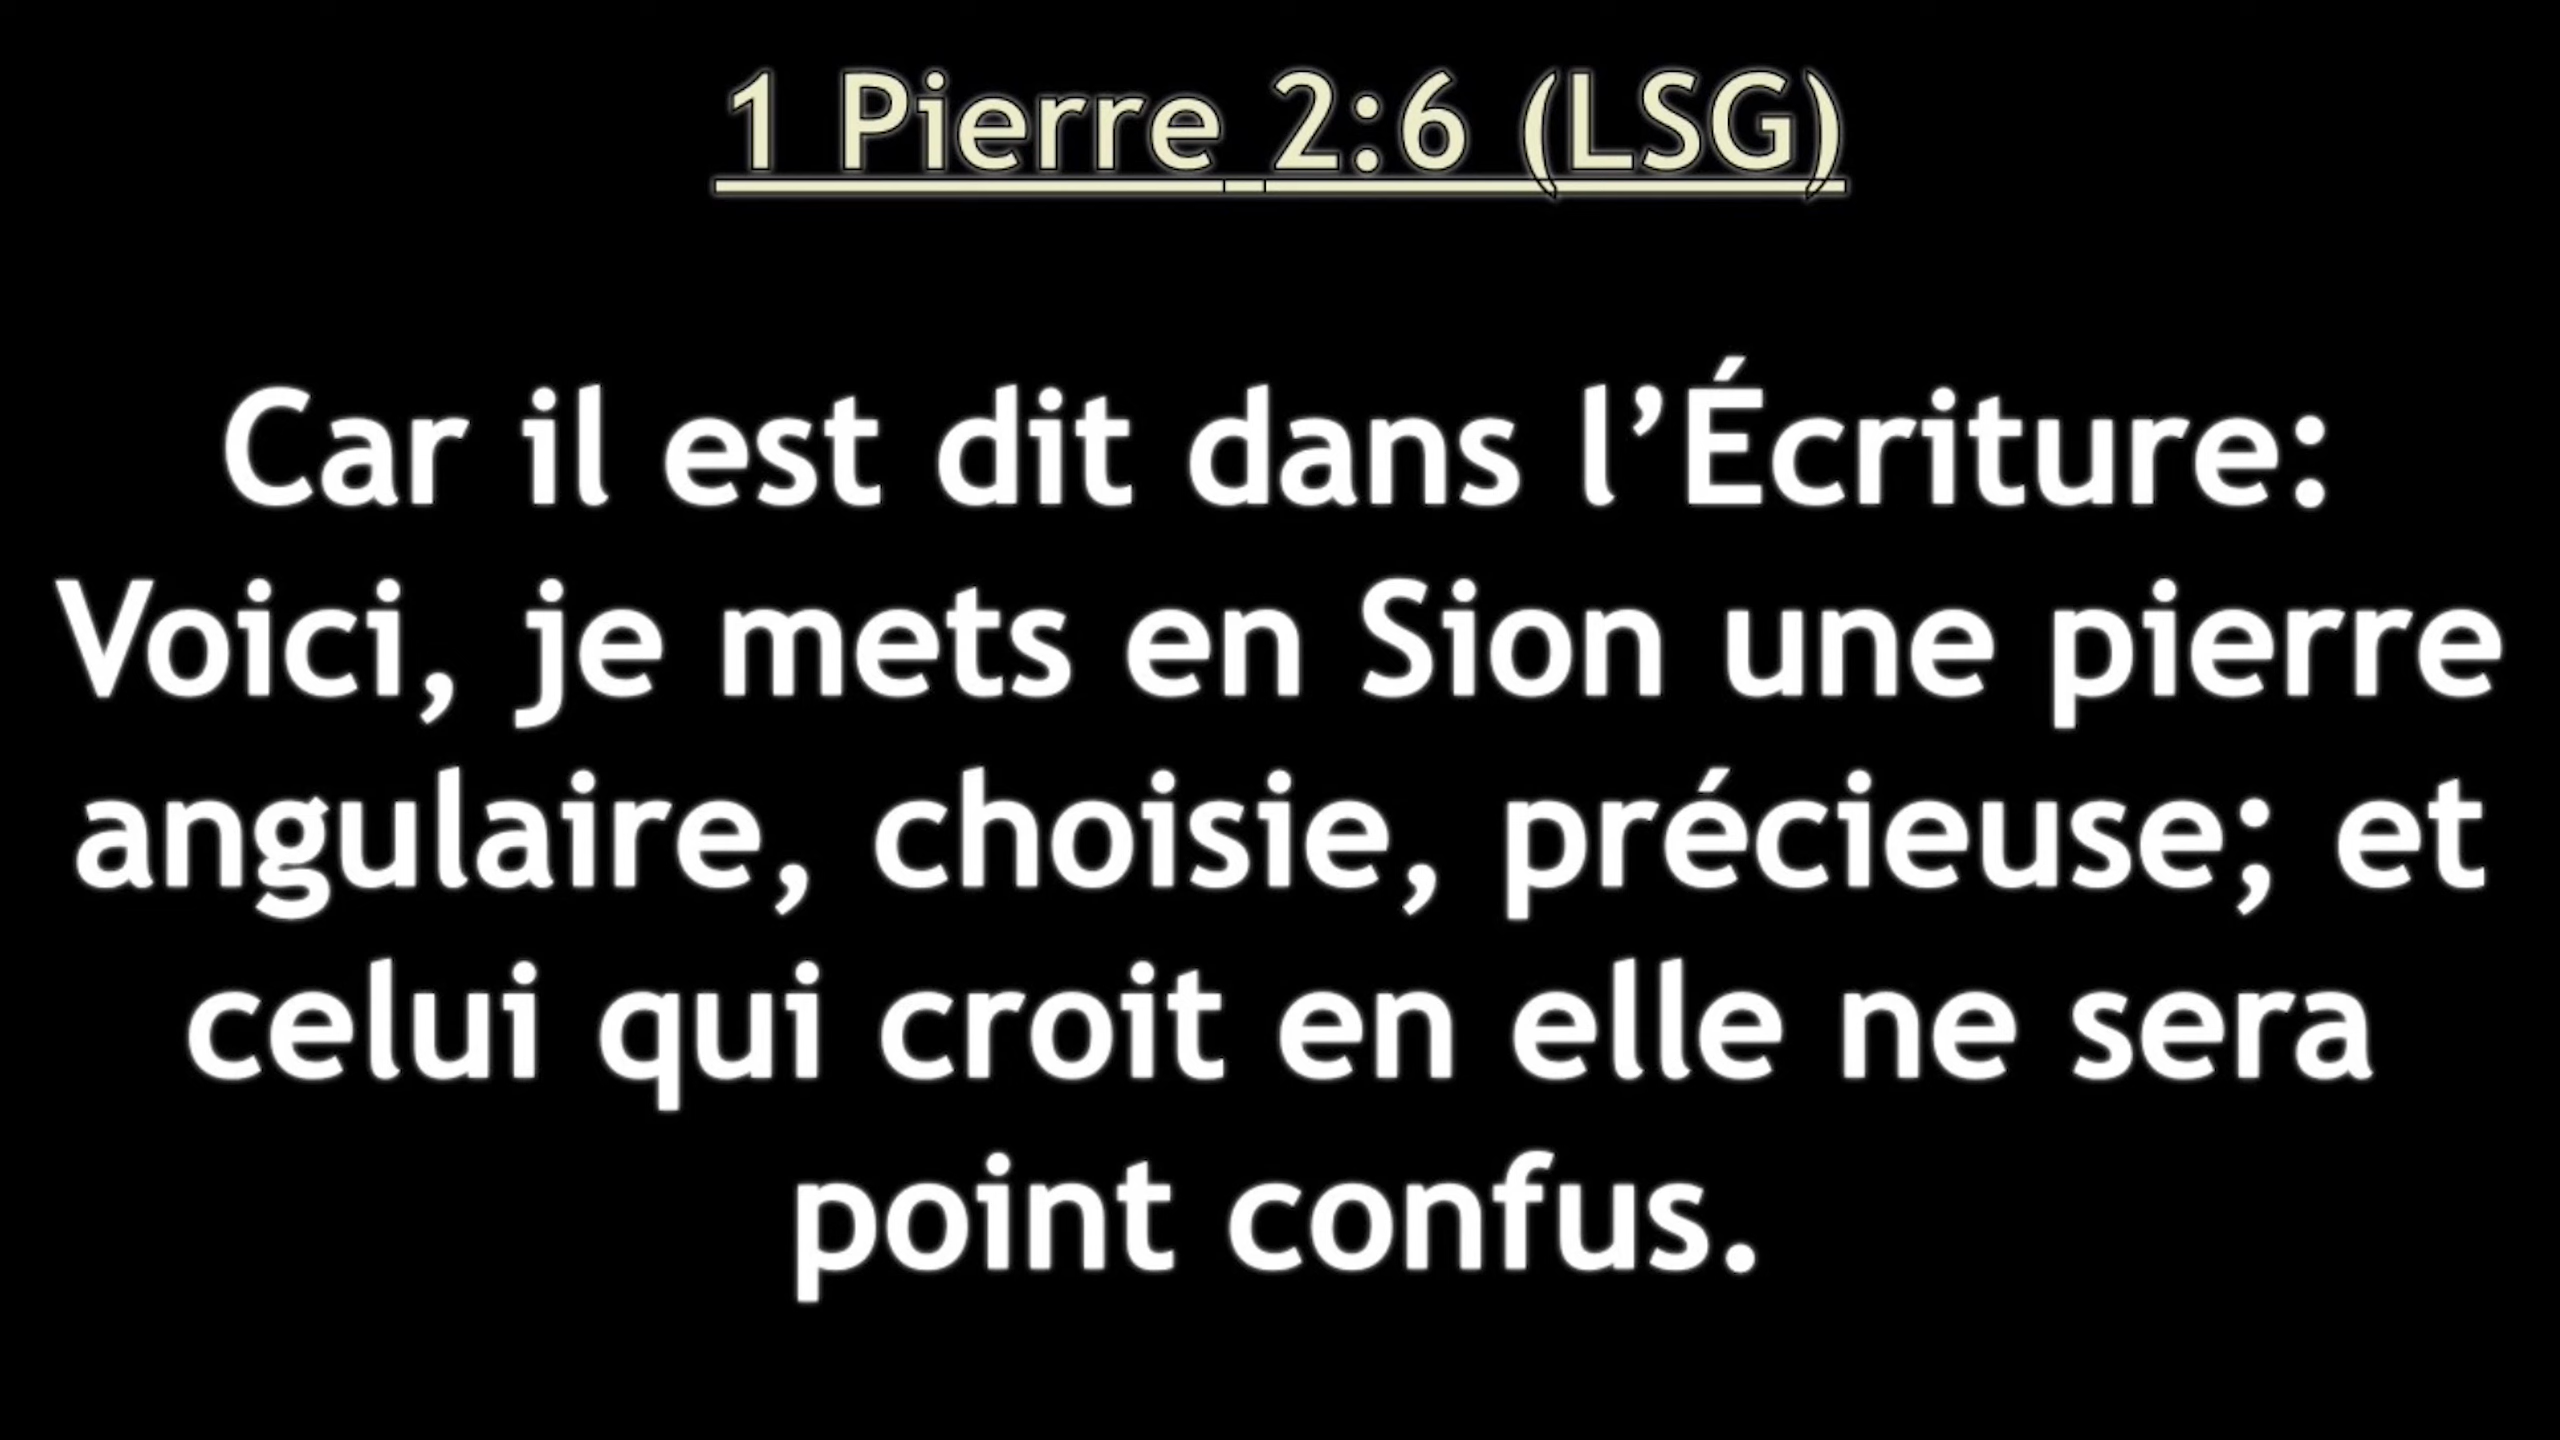 1 Pierre 2:6 (LSG)
Car il est dit dans l’Écriture:
Voici, je mets en Sion une pierre
angulaire, choisie, précieuse; et
celui qui croit en elle ne sera
point confus.